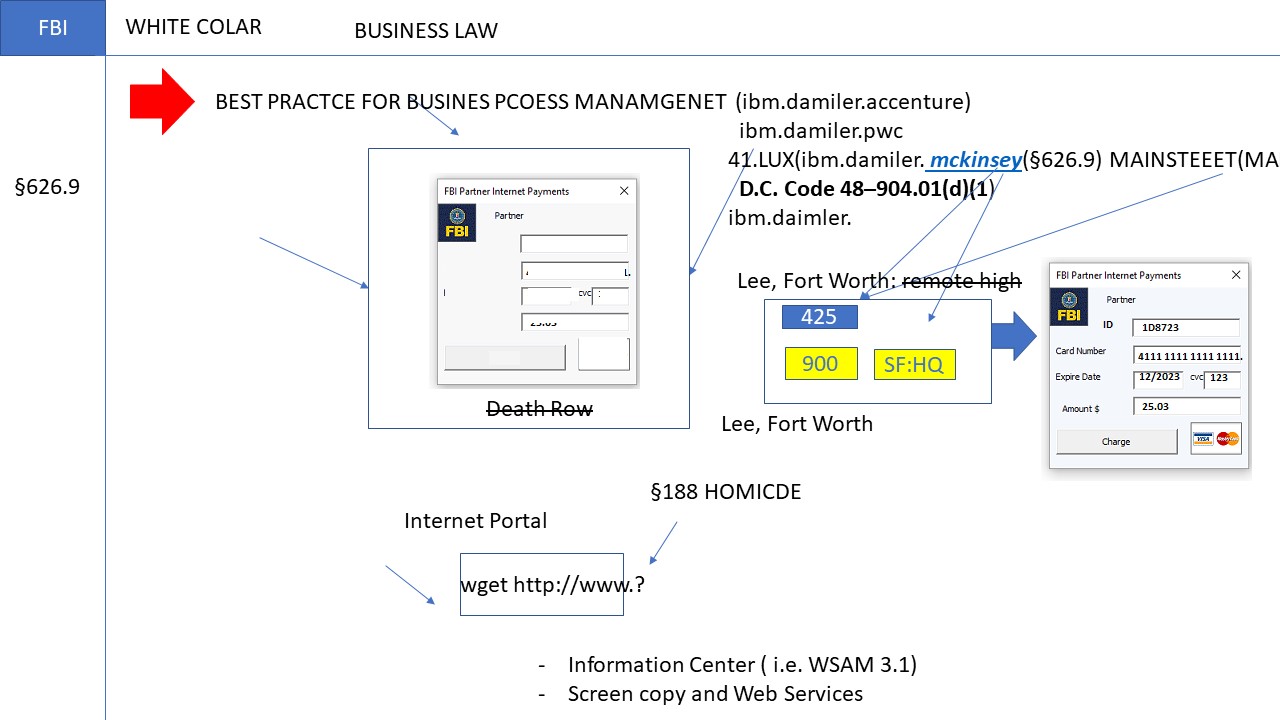 FBI
WHITE COLAR
BUSINESS LAW
BEST PRACTCE FOR BUSINES PCOESS MANAMGENET (ibm.damiler.accenture)
ibm.damiler.pwc
41.LUX(ibm.damiler. mckinsey(§626.9) MAINSTEEET(MA
§626.9
D.C. Code 48–904.01(d)(1)
ibm.daimler.
FBI Partner Internet Payments
Partner
FBI
L.
CVC
25.03
Death Row
Lee, Fort Worth: remote high
425
900
SF:HQ
Lee, Fort Worth
FBI Partner Internet Payments
Partner
FBI
ID
1D8723
Card Number
4111 1111 1111 1111.
Expire Date
12/2023
CVC
123
Amount $
25.03
Charge
VISA
MasterCard
§188 HOMICDE
Internet Portal
wget http://www.?
- Information Center ( i.e. WSAM 3.1)
- Screen copy and Web Services